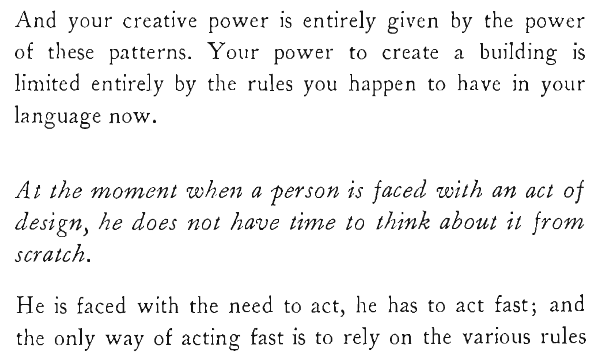 And your creative power is entirely given by the power
of these patterns. Your power to create a building is
limited entirely by the rules you happen to have in your
language now.
At the moment when a person is faced with an act of
design, he does not have time to think about it from
scratch.
He is faced with the need to act, he has to act fast; and
the only way of acting fast is to rely on the various rules